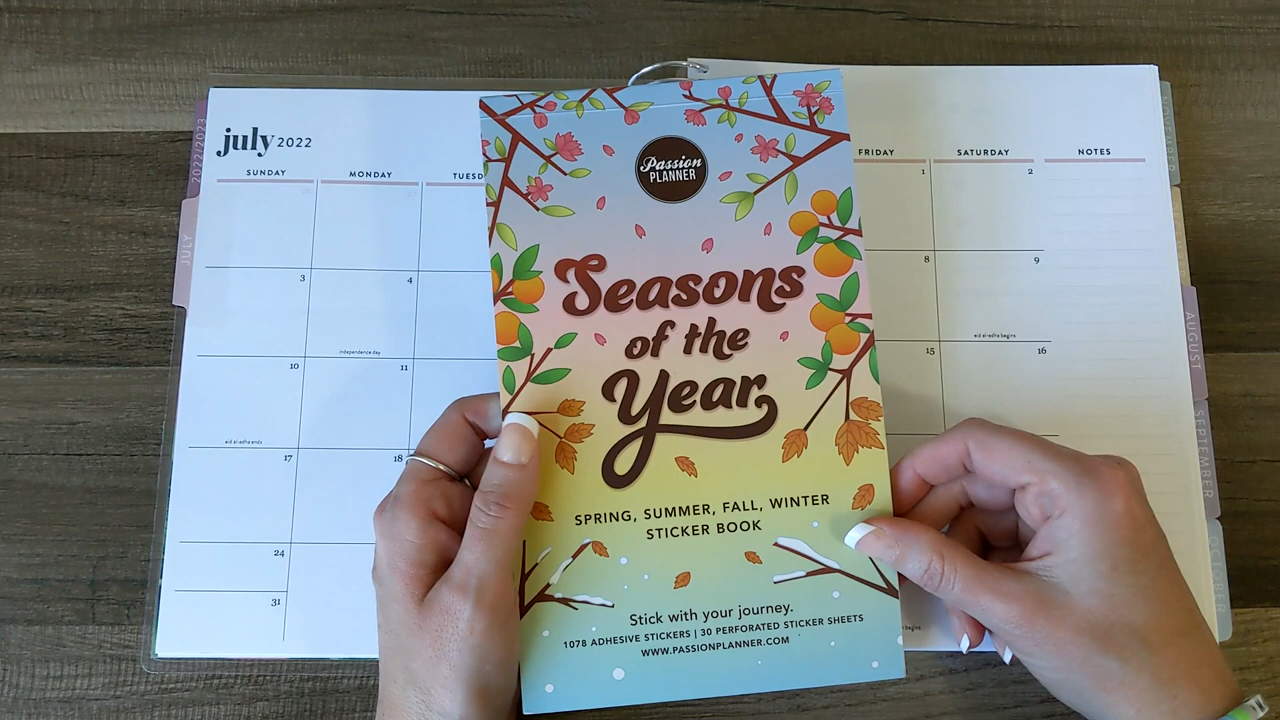 july 2022
SUNDAY MONDAY TUESD FRIDAY SATURDAY NOTES
1 2
3 4 8 9
independence day
eid al-adha begins
10 11 15 16
eid al-adha ends
17 18
24
31
2022/2023
JULY
AUGUST
SEPTEMBER
OCTOBER
Passion
PLANNER
Seasons
of the
Year
SPRING, SUMMER, FALL, WINTER
STICKER BOOK
Stick with your journey.
1078 ADHESIVE STICKERS | 30 PERFORATED STICKER SHEETS
WWW.PASSIONPLANNER.COM